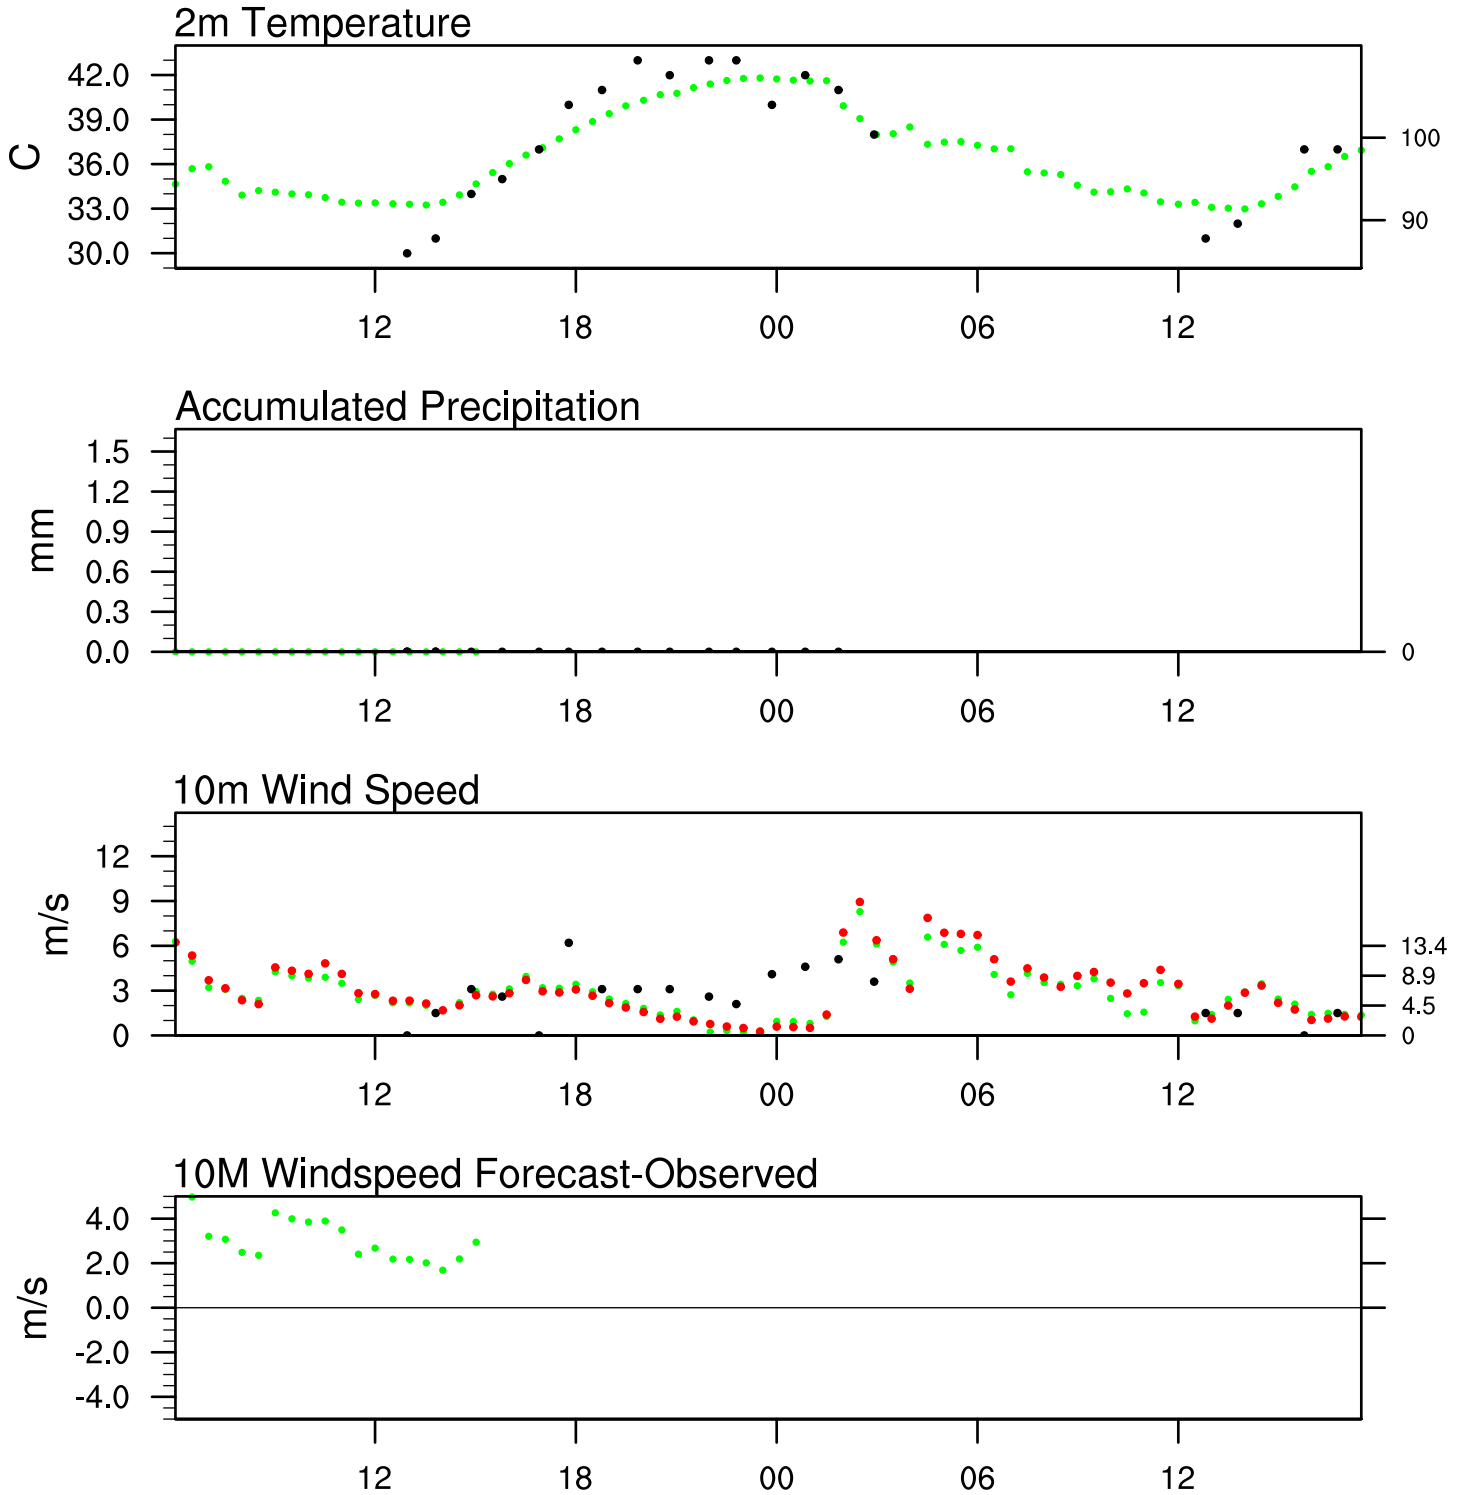 2m Temperature
42.0
39.0
36.0
33.0
30.0
C
100
90
12 18 00 06 12
Accumulated Precipitation
1.5
1.2
0.9
0.6
0.3
0.0
mm
0
12 18 00 06 12
10m Wind Speed
12
9
6
3
0
m/s
13.4
8.9
4.5
0
12 18 00 06 12
10M Windspeed Forecast-Observed
4.0
2.0
0.0
-2.0
-4.0
m/s
12 18 00 06 12